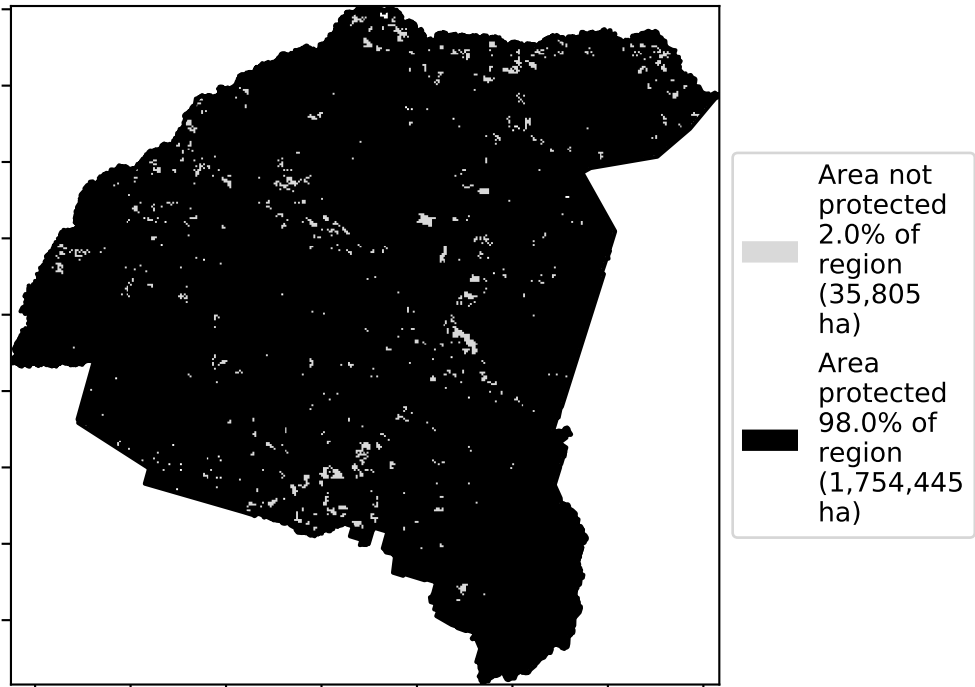 Area not
protected
2.0% of
region
(35,805
ha)
Area
protected
98.0% of
region
(1,754,445
ha)